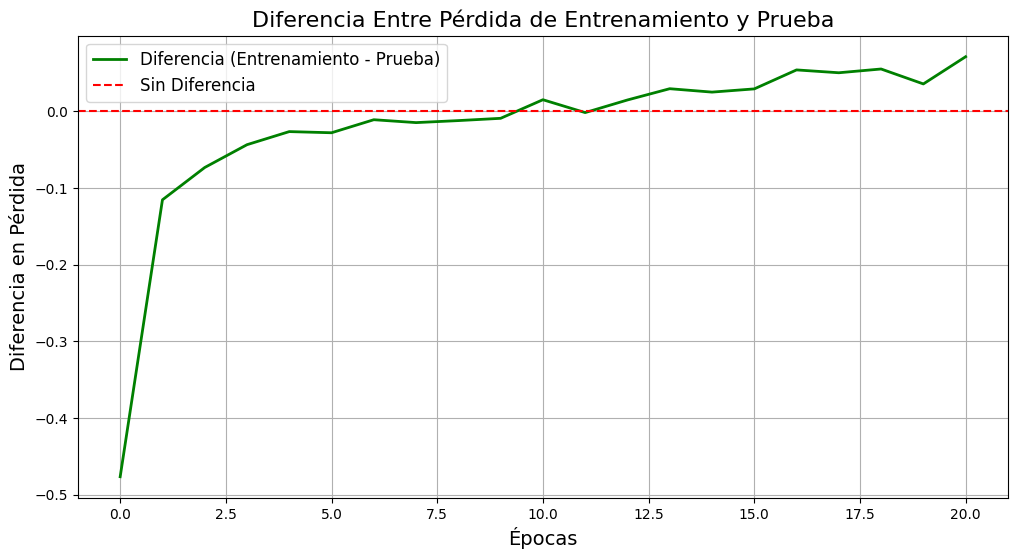 Diferencia Entre Pérdida de Entrenamiento y Prueba
Diferencia (Entrenamiento - Prueba)
Sin Diferencia
Diferencia en Pérdida
0.0
−0.1
−0.2
−0.3
−0.4
−0.5
0.0 2.5 5.0 7.5 10.0 12.5 15.0 17.5 20.0
Épocas